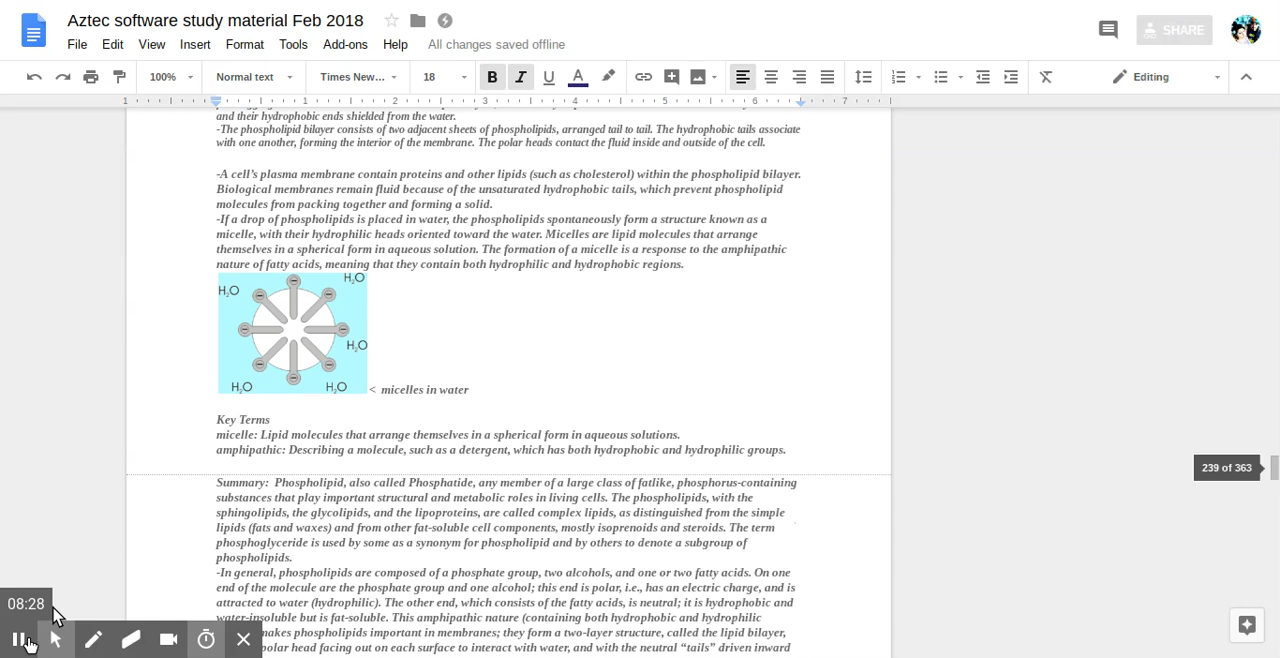 Aztec software study material Feb 2018
File Edit View Insert Format Tools Add-ons Help All changes saved offline
SHARE
100% Normal text Times New... 18 B I U A Editing
1 1 2 3 4 5 6 7
and their hydrophobic ends shielded from the water.
-The phospholipid bilayer consists of two adjacent sheets of phospholipids, arranged tail to tail. The hydrophobic tails associate
with one another, forming the interior of the membrane. The polar heads contact the fluid inside and outside of the cell.
-A cell's plasma membrane contain proteins and other lipids (such as cholesterol) within the phospholipid bilayer.
Biological membranes remain fluid because of the unsaturated hydrophobic tails, which prevent phospholipid
molecules from packing together and forming a solid.
-If a drop of phospholipids is placed in water, the phospholipids spontaneously form a structure known as a
micelle, with their hydrophilic heads oriented toward the water. Micelles are lipid molecules that arrange
themselves in a spherical form in aqueous solution. The formation of a micelle is a response to the amphipathic
nature of fatty acids, meaning that they contain both hydrophilic and hydrophobic regions.
H₂O
H₂O
H₂O
H₂O H₂O
< micelles in water
Key Terms
micelle: Lipid molecules that arrange themselves in a spherical form in aqueous solutions.
amphipathic: Describing a molecule, such as a detergent, which has both hydrophobic and hydrophilic groups.
239 of 363
Summary: Phospholipid, also called Phosphatide, any member of a large class of fatlike, phosphorus-containing
substances that play important structural and metabolic roles in living cells. The phospholipids, with the
sphingolipids, the glycolipids, and the lipoproteins, are called complex lipids, as distinguished from the simple
lipids (fats and waxes) and from other fat-soluble cell components, mostly isoprenoids and steroids. The term
phosphoglyceride is used by some as a synonym for phospholipid and by others to denote a subgroup of
phospholipids.
-In general, phospholipids are composed of a phosphate group, two alcohols, and one or two fatty acids. On one
end of the molecule are the phosphate group and one alcohol; this end is polar, i.e., has an electric charge, and is
attracted to water (hydrophilic). The other end, which consists of the fatty acids, is neutral; it is hydrophobic and
water-insoluble but is fat-soluble. This amphipathic nature (containing both hydrophobic and hydrophilic
makes phospholipids important in membranes; they form a two-layer structure, called the lipid bilayer,
polar head facing out on each surface to interact with water, and with the neutral "tails" driven inward
08:28